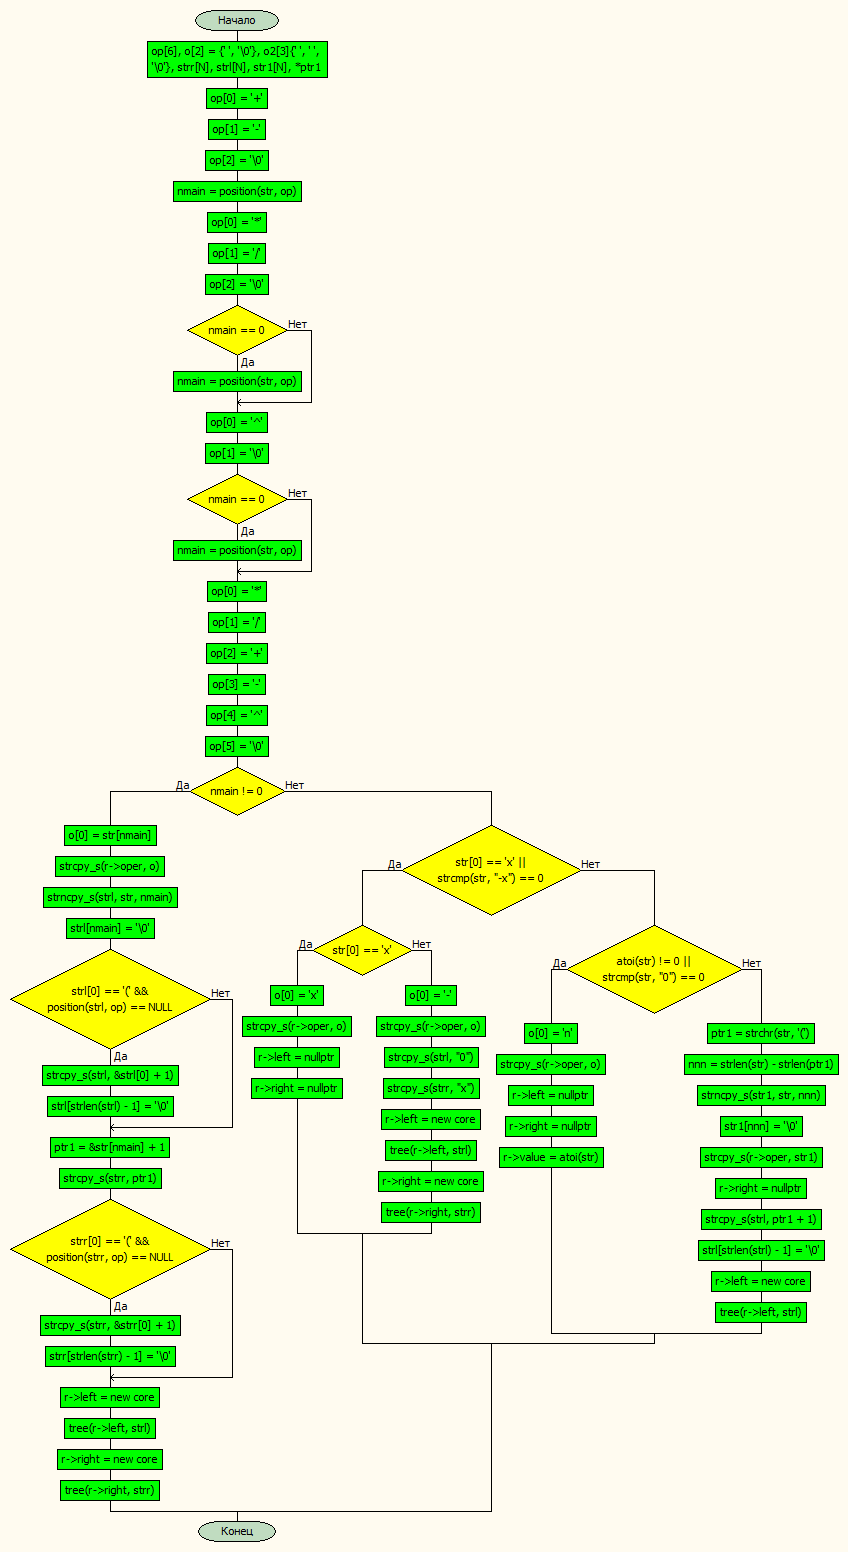 Начало
op[6], o[2] = {' ', '\0'}, o2[3]{' ', ' ',
'\0'}, strr[N], strl[N], str1[N], *ptr1
op[0] = '+'
op[1] = '-'
op[2] = '\0'
nmain = position(str, op)
op[0] = '*'
op[1] = '/'
op[2] = '\0'
nmain == 0
Нет
Да
nmain = position(str, op)
op[0] = '^'
op[1] = '\0'
nmain == 0
Нет
Да
nmain = position(str, op)
op[0] = '*'
op[1] = '/'
op[2] = '+'
op[3] = '-'
op[4] = '^'
op[5] = '\0'
nmain != 0
Да
Нет
o[0] = str[nmain]
strcpy_s(r->oper, o)
strncpy_s(strl, str, nmain)
strl[nmain] = '\0'
strl[0] == '(' &&
position(strl, op) == NULL
Нет
Да
strcpy_s(strl, &strl[0] + 1)
strl[strlen(strl) - 1] = '\0'
ptr1 = &str[nmain] + 1
strcpy_s(strr, ptr1)
strr[0] == '(' &&
position(strr, op) == NULL
Нет
Да
strcpy_s(strr, &strr[0] + 1)
strr[strlen(strr) - 1] = '\0'
r->left = new core
tree(r->left, strl)
r->right = new core
tree(r->right, strr)
str[0] == 'x' ||
strcmp(str, "-x") == 0
Да
Нет
str[0] == 'x'
Да
Нет
o[0] = 'x'
strcpy_s(r->oper, o)
r->left = nullptr
r->right = nullptr
o[0] = '-'
strcpy_s(r->oper, o)
strcpy_s(strl, "0")
strcpy_s(strr, "x")
r->left = new core
tree(r->left, strl)
r->right = new core
tree(r->right, strr)
atoi(str) != 0 ||
strcmp(str, "0") == 0
Да
Нет
o[0] = 'n'
strcpy_s(r->oper, o)
r->left = nullptr
r->right = nullptr
r->value = atoi(str)
ptr1 = strchr(str, '(')
nnn = strlen(str) - strlen(ptr1)
strncpy_s(str1, str, nnn)
str1[nnn] = '\0'
strcpy_s(r->oper, str1)
r->right = nullptr
strcpy_s(strl, ptr1 + 1)
strl[strlen(strl) - 1] = '\0'
r->left = new core
tree(r->left, strl)
Конец